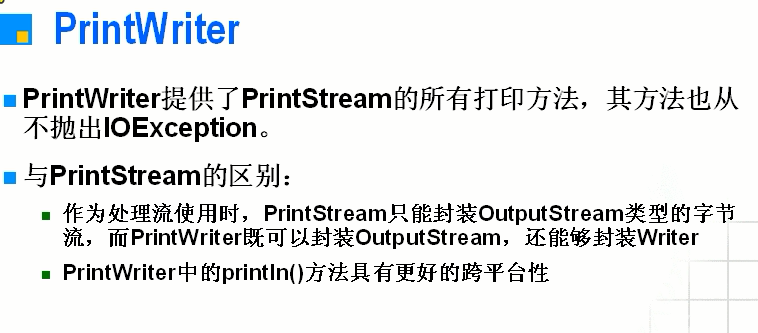 PrintWriter
PrintWriter提供了PrintStream的所有打印方法，其方法也从
不抛出IOException。
与PrintStream的区别：
作为处理流使用时，PrintStream只能封装OutputStream类型的字节
流，而PrintWriter既可以封装OutputStream，还能够封装Writer
PrintWriter中的println()方法具有更好的跨平台性